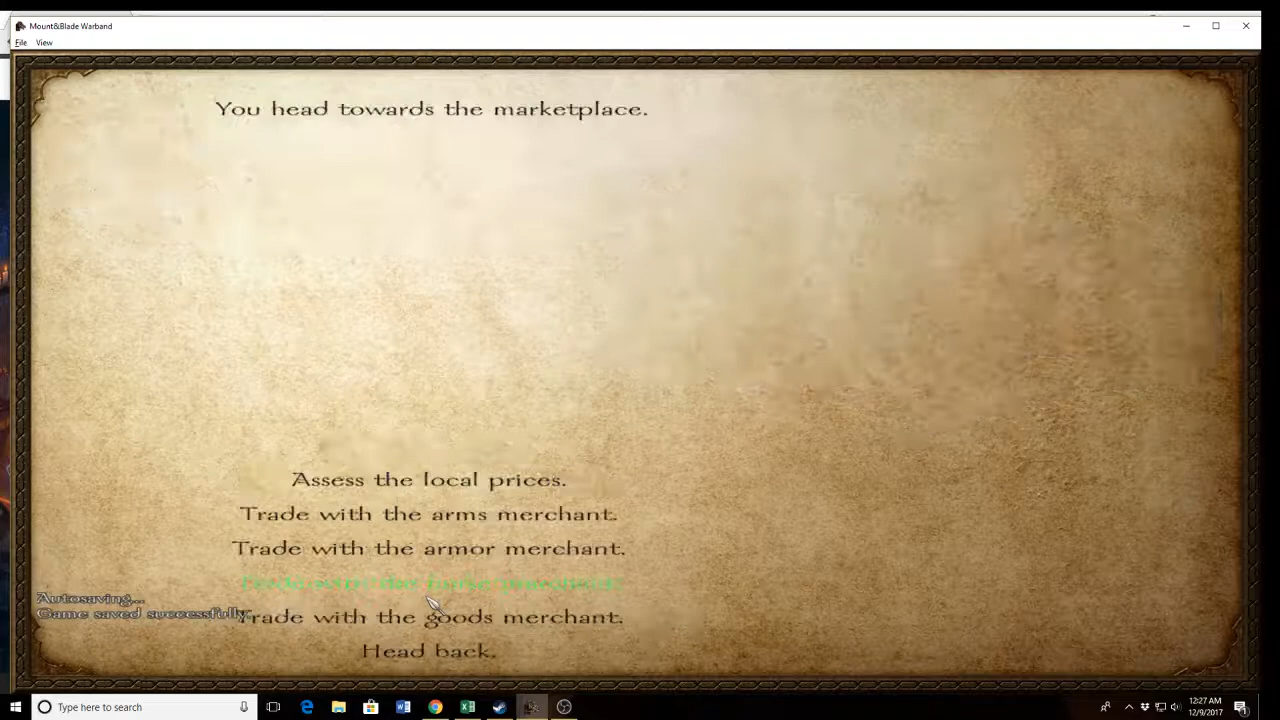 Mount&Blade Warband
File View
You head towards the marketplace.
Assess the local prices.
Trade with the arms merchant.
Trade with the armor merchant.
Trade with the horse merchant.
Autosaving...
Game saved successfully.
Trade with the goods merchant.
Head back.
Type here to search
12:27 AM
12/9/2017